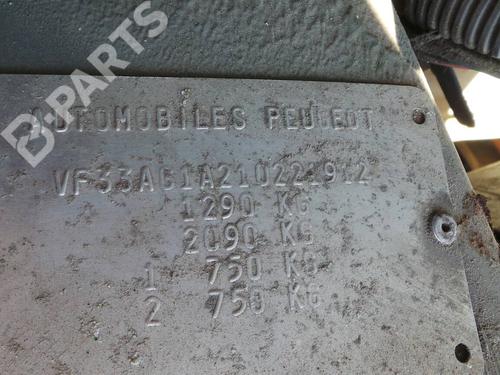 B-PARTS
AUTOMOBILES PEUGEOT
1290 KG
2090 KG
1 750 KG
2 750 KG